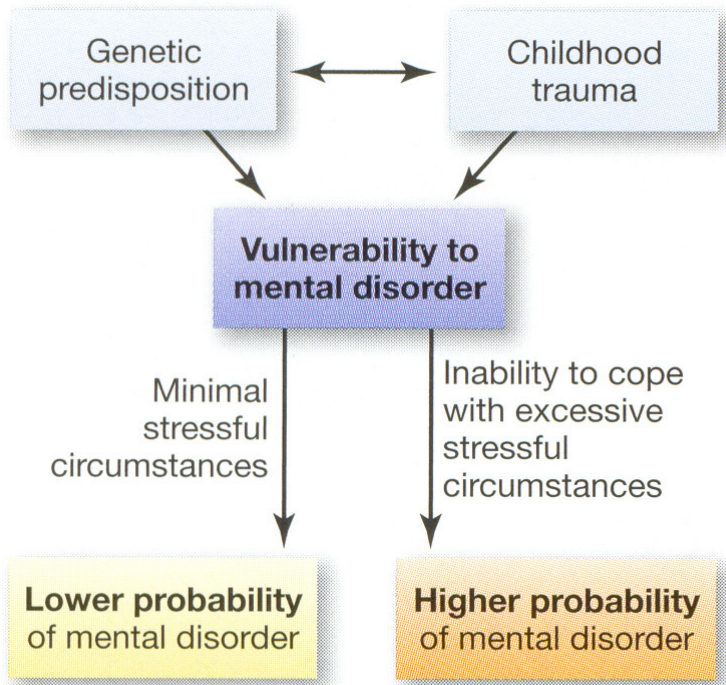 Genetic
predisposition
Childhood
trauma
Vulnerability to
mental disorder
Minimal
stressful
circumstances
Inability to cope
with excessive
stressful
circumstances
Lower probability
of mental disorder
Higher probability
of mental disorder